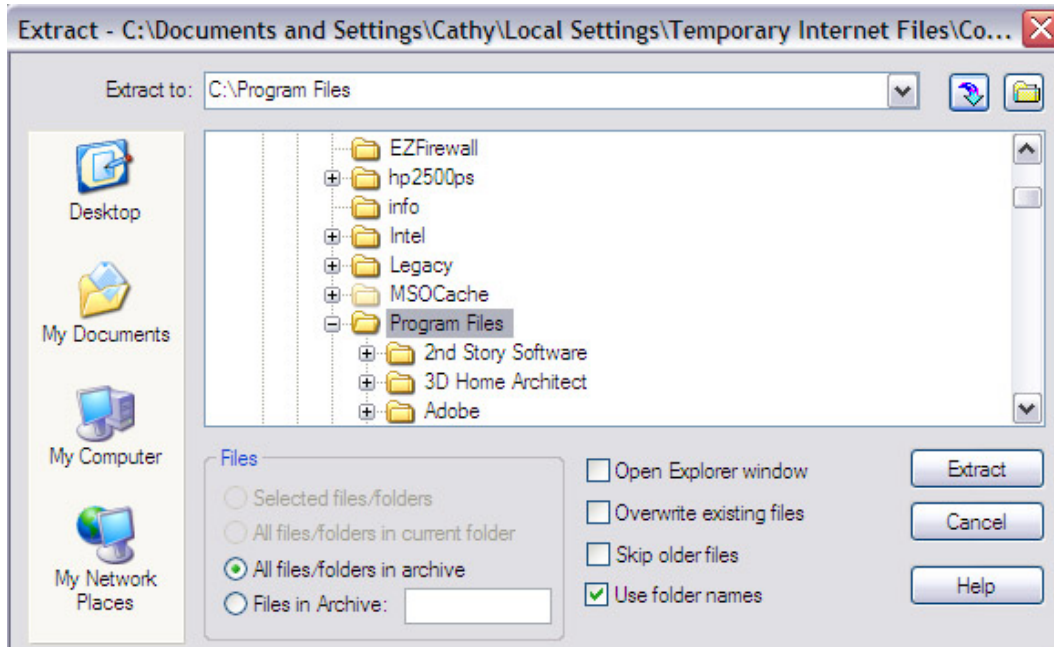 Extract - C:\Documents and Settings\Cathy\Local Settings\Temporary Internet Files\Co...
Extract to: C:\Program Files
Desktop
My Documents
My Computer
My Network
Places
EZFirewall
hp2500ps
info
Intel
Legacy
MSOCache
Program Files
2nd Story Software
3D Home Architect
Adobe
Files
Selected files/folders
All files/folders in current folder
All files/folders in archive
Files in Archive:
Open Explorer window
Overwrite existing files
Skip older files
Use folder names
Extract
Cancel
Help